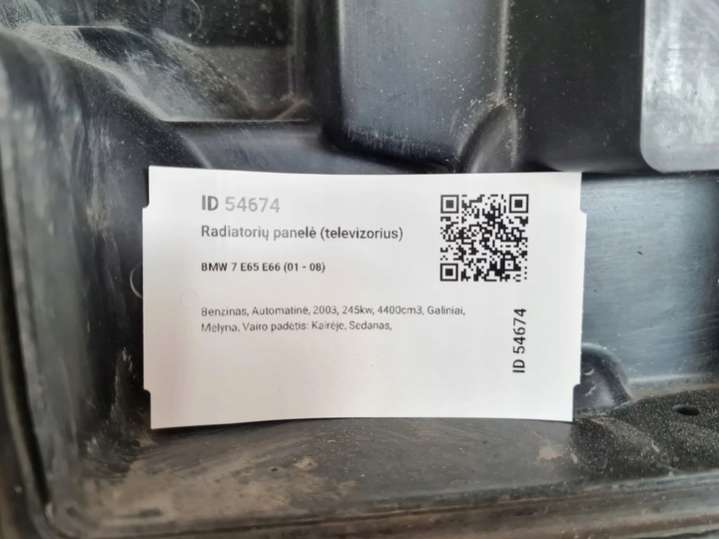 ID 54674
Radiatorių panelė (televizorius)
BMW 7 E65 E66 (01 - 08)
Benzinas, Automatinė, 2003, 245kw, 4400cm3, Galiniai,
Mėlyna, Vairo padėtis: Kairėje, Sedanas,
ID 54674